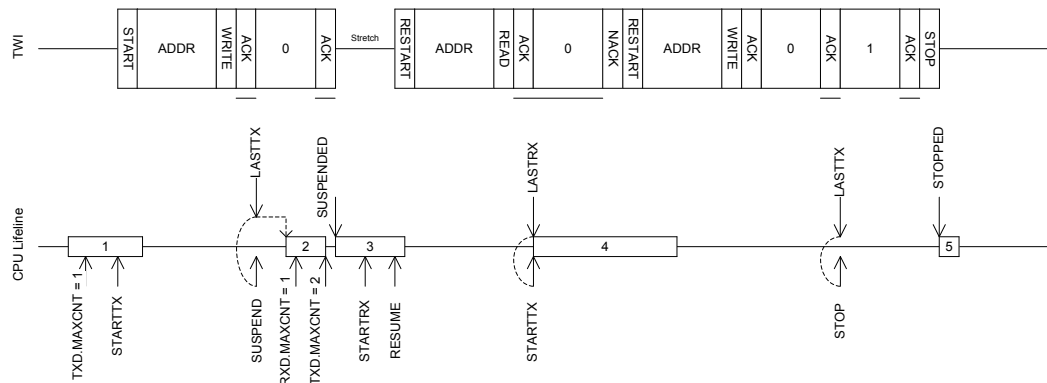 TWI
START
ADDR
WRITE
ACK
0
ACK
Stretch
RESTART
ADDR
READ
ACK
0
NACK
RESTART
ADDR
WRITE
ACK
0
ACK
1
ACK
STOP
CPU Lifeline
LASTTX
SUSPENDED
LASTRX
LASTTX
STOPPED
1
2
3
4
5
TXD.MAXCNT = 1
STARTTX
SUSPEND
RXD.MAXCNT = 1
TXD.MAXCNT = 2
STARTRX
RESUME
STARTTX
STOP